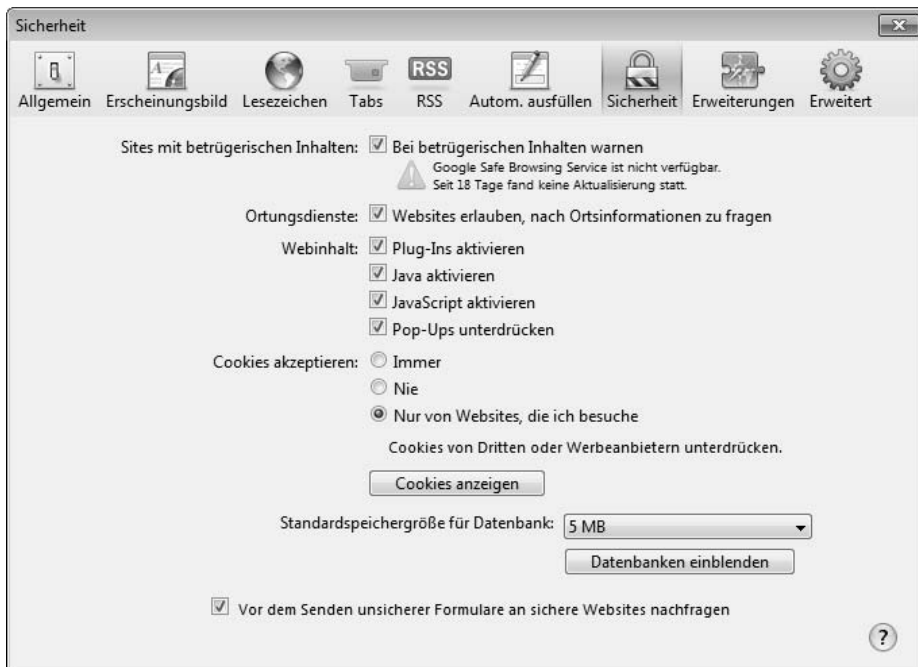 Sicherheit
RSS
Allgemein Erscheinungsbild Lesezeichen Tabs RSS Autom. ausfüllen Sicherheit Erweiterungen Erweitert
Sites mit betrügerischen Inhalten: Bei betrügerischen Inhalten warnen
Google Safe Browsing Service ist nicht verfügbar.
Seit 18 Tage fand keine Aktualisierung statt.
Ortungsdienste: Websites erlauben, nach Ortsinformationen zu fragen
Webinhalt: Plug-Ins aktivieren
Java aktivieren
JavaScript aktivieren
Pop-Ups unterdrücken
Cookies akzeptieren: Immer
Nie
Nur von Websites, die ich besuche
Cookies von Dritten oder Werbeanbietern unterdrücken.
Cookies anzeigen
Standardspeichergröße für Datenbank: 5 MB
Datenbanken einblenden
Vor dem Senden unsicherer Formulare an sichere Websites nachfragen
?